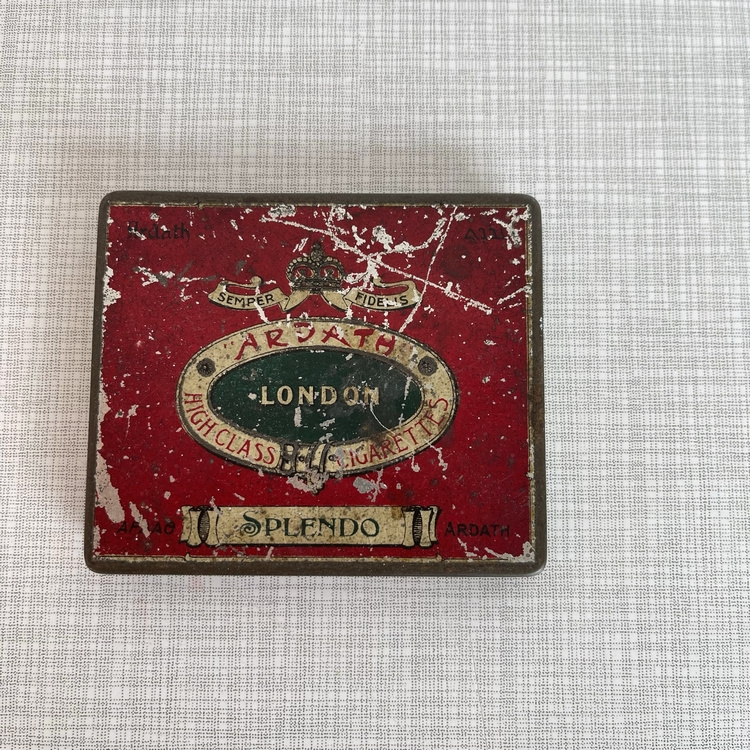 Ardath
SEMPER FIDELIS
"ARDATH"
LONDON
HIGH CLASS CIGARETTES
SPLENDO
ARDATH